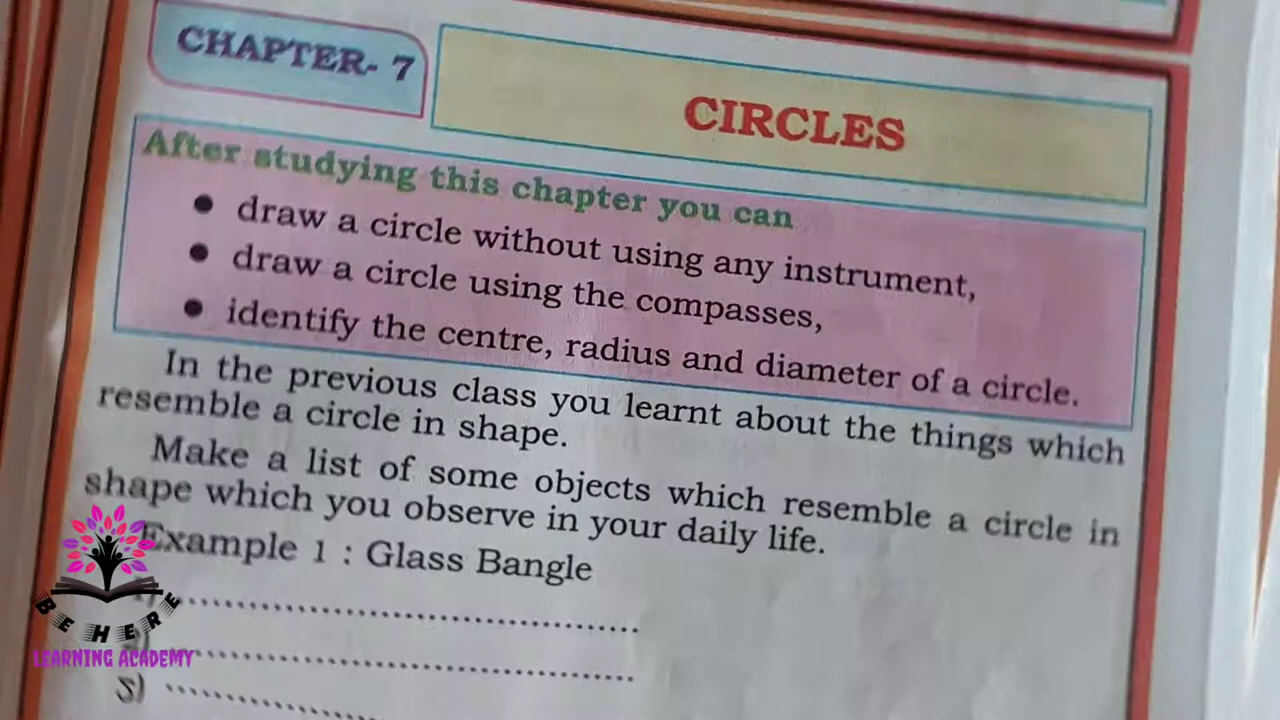 CHAPTER- 7
CIRCLES
After studying this chapter you can
● draw a circle without using any instrument,
● draw a circle using the compasses,
● identify the centre, radius and diameter of a circle.
In the previous class you learnt about the things which
resemble a circle in shape.
Make a list of some objects which resemble a circle in
shape which you observe in your daily life.
Example 1 : Glass Bangle
BEHERE
LEARNING ACADEMY